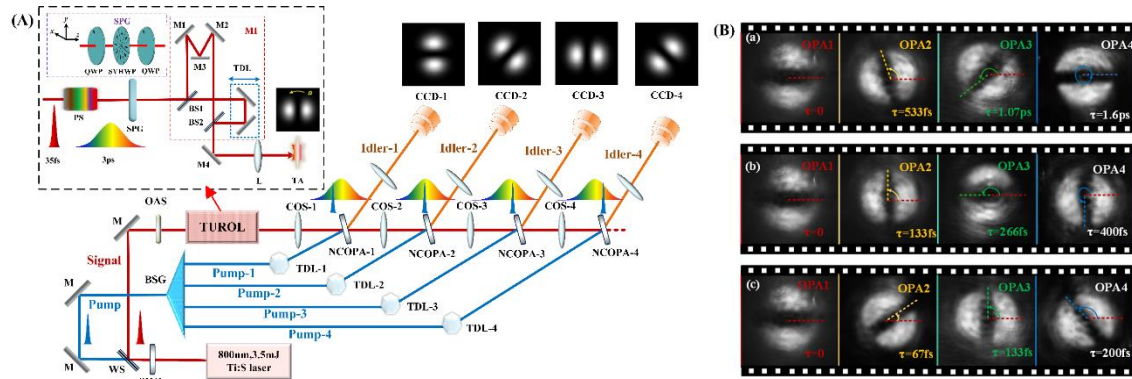 (A)
SPG
x
y
z
QWP
SVHWP
QWP
M1
M2
M1
M3
TDL
PS
BS1
SPG
BS2
35fs
3ps
M4
L
TA
CCD-1
CCD-2
CCD-3
CCD-4
Idler-1
Idler-2
Idler-3
Idler-4
M
OAS
TUROL
COS-1
COS-2
COS-3
COS-4
NCOPA-1
NCOPA-2
NCOPA-3
NCOPA-4
Signal
BSG
Pump-1
TDL-1
Pump-2
TDL-2
Pump-3
TDL-3
Pump-4
TDL-4
M
Pump
M
WS
800nm,3.5mJ
Ti:S laser
(B)
(a)
OPA1
OPA2
OPA3
OPA4
τ=0
τ=533fs
τ=1.07ps
τ=1.6ps
(b)
OPA1
OPA2
OPA3
OPA4
τ=0
τ=133fs
τ=266fs
τ=400fs
(c)
OPA1
OPA2
OPA3
OPA4
τ=0
τ=67fs
τ=133fs
τ=200fs